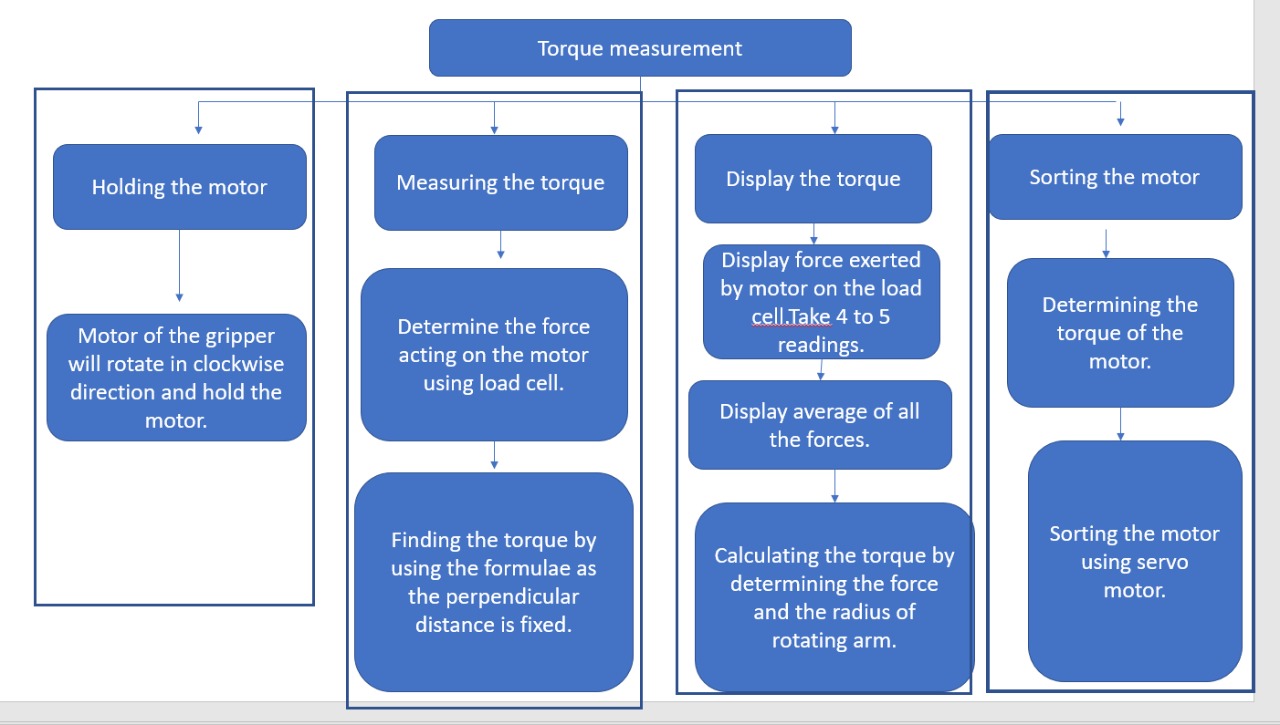 Torque measurement
Holding the motor
Motor of the gripper
will rotate in clockwise
direction and hold the
motor.
Measuring the torque
Determine the force
acting on the motor
using load cell.
Finding the torque by
using the formulae as
the perpendicular
distance is fixed.
Display the torque
Display force exerted
by motor on the load
cell.Take 4 to 5
readings.
Display average of all
the forces.
Calculating the torque by
determining the force
and the radius of
rotating arm.
Sorting the motor
Determining the
torque of the
motor.
Sorting the motor
using servo
motor.